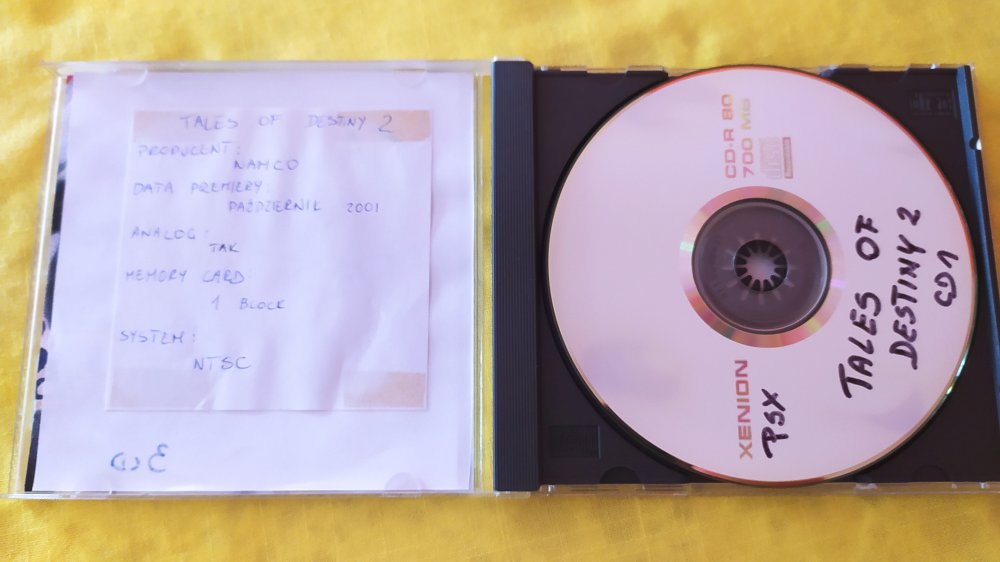 TALES OF DESTINY 2
PRODUCENT:
NAMCO
DATA PREMIERY:
PAŹDZIERNIK 2001
ANALOG:
TAK
MEMORY CARD:
1 BLOCK
SYSTEM:
NTSC
CD-R 80
700 MB
XENION
PSX
TALES OF
DESTINY 2
CD1